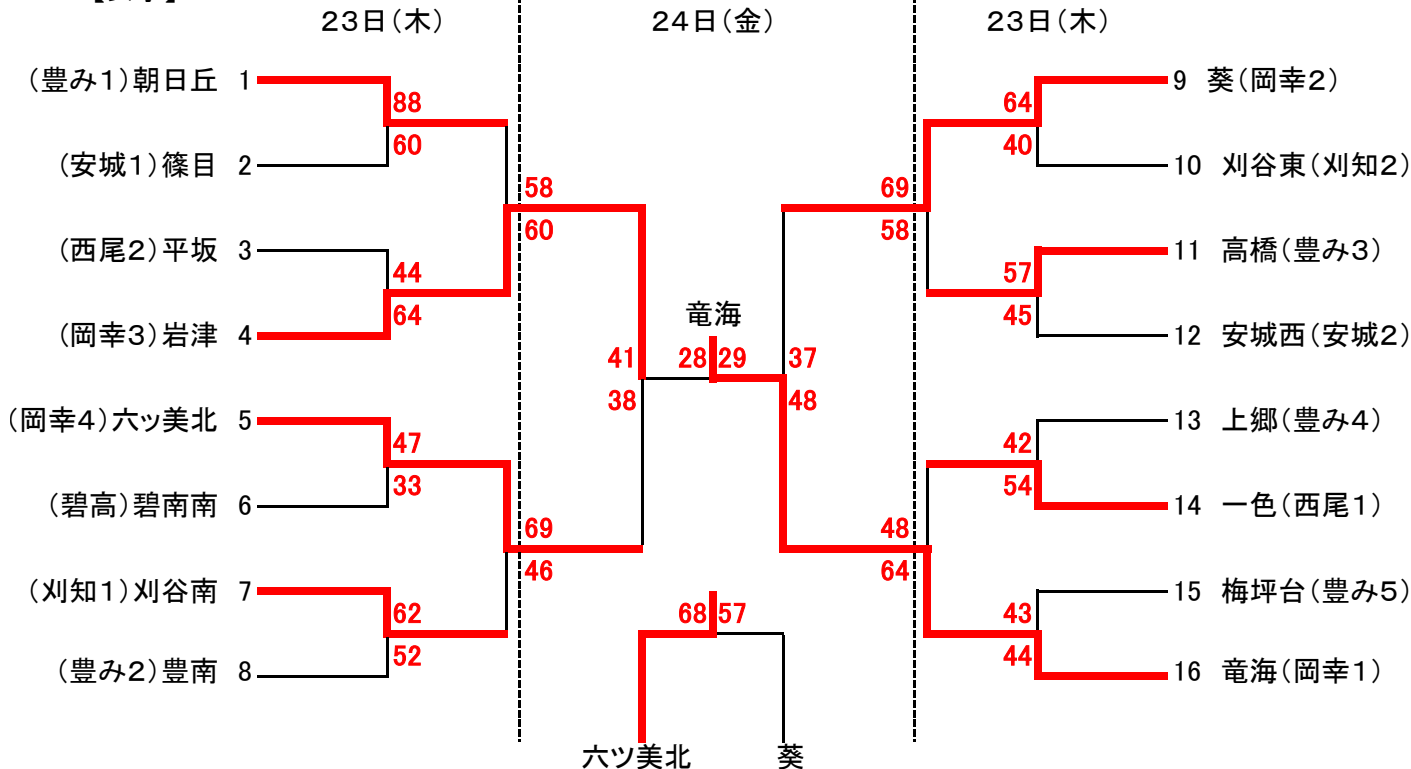 23日(木) 24日(金) 23日(木)
(豊み1)朝日丘 1
88
60
(安城1)篠目 2
58
60
(西尾2)平坂 3
44
64
(岡幸3)岩津 4
41
38
(岡幸4)六ッ美北 5
47
33
(碧高)碧南南 6
69
46
(刈知1)刈谷南 7
62
52
(豊み2)豊南 8
竜海
28 29
68 57
六ツ美北 葵
9 葵(岡幸2)
64
40
10 刈谷東(刈知2)
69
58
11 高橋(豊み3)
57
45
12 安城西(安城2)
37
48
13 上郷(豊み4)
42
54
14 一色(西尾1)
48
64
15 梅坪台(豊み5)
43
44
16 竜海(岡幸1)